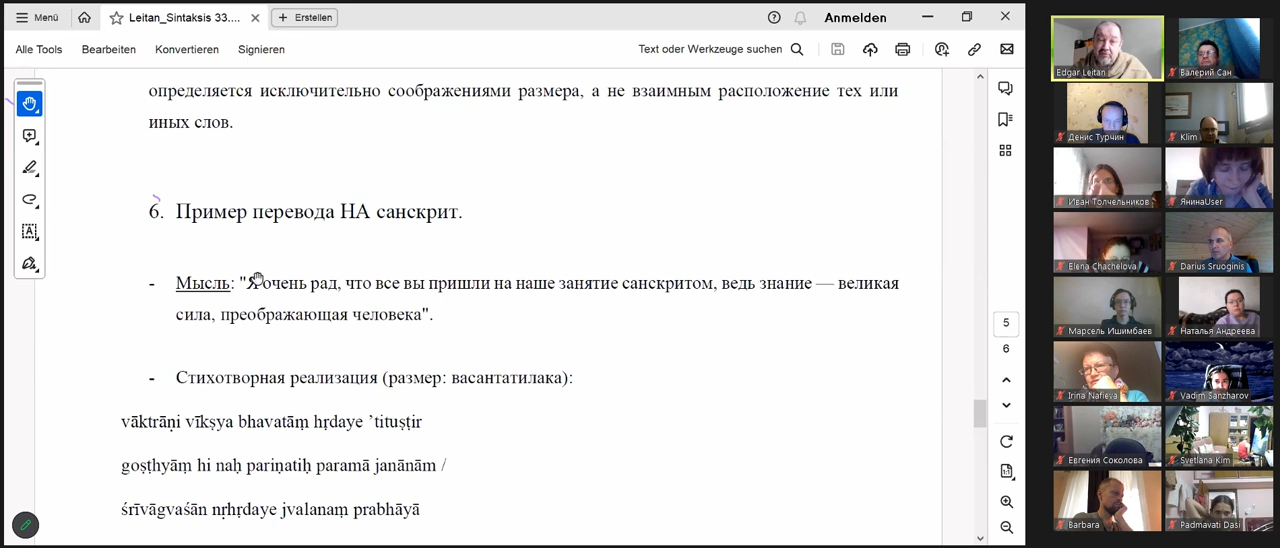 Menü
Leitan_Sintaksis 33....
Erstellen
Anmelden
Alle Tools
Bearbeiten
Konvertieren
Signieren
Text oder Werkzeuge suchen
определяется исключительно соображениями размера, а не взаимным расположение тех или
иных слов.
6. Пример перевода НА санскрит.
- Мысль: "Я очень рад, что все вы пришли на наше занятие санскритом, ведь знание — великая
сила, преображающая человека".
- Стихотворная реализация (размер: васантатилака):
vāktrāṇi vīkṣya bhavatāṃ hṛdaye ’tituṣṭir
goṣṭhyāṃ hi naḥ pariṇatiḥ paramā janānām /
śrīvāgvaśān nṛhṛdaye jvalanaṃ prabhāyā
5
6
Edgar Leitan
Валерий Сан
Денис Турчин
Klim
Иван Толчельников
ЯнинаUser
Elena Chachelova
Darius Sruoginis
Марсель Ишимбаев
Наталья Андреева
Irina Nafieva
Vadim Sanzharov
Евгения Соколова
Svetlana Kim
Barbara
Padmavati Dasi